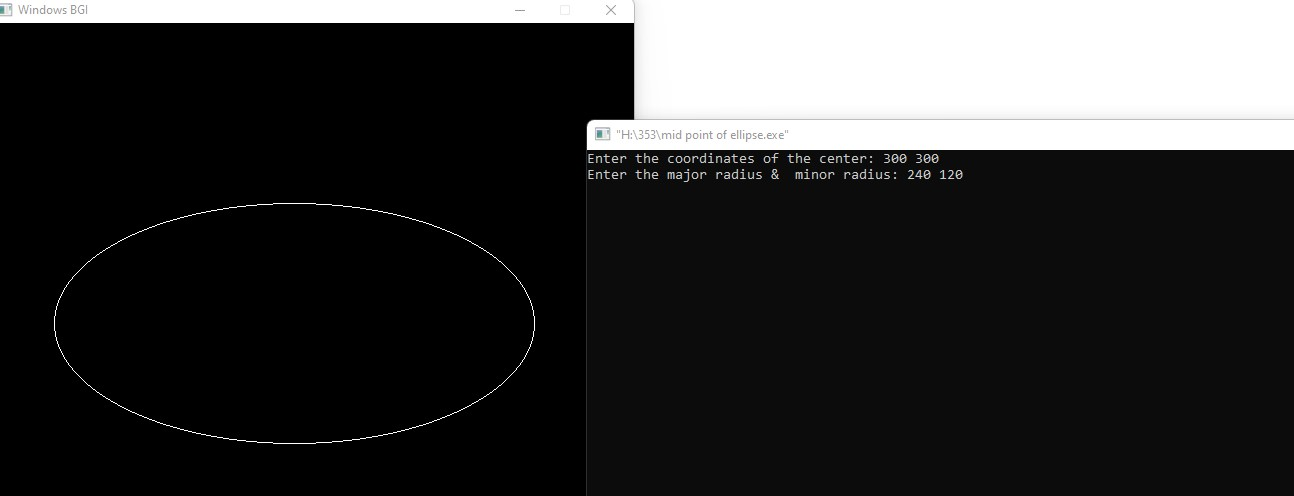 Windows BGI
"H:\353\mid point of ellipse.exe"
Enter the coordinates of the center: 300 300
Enter the major radius &  minor radius: 240 120